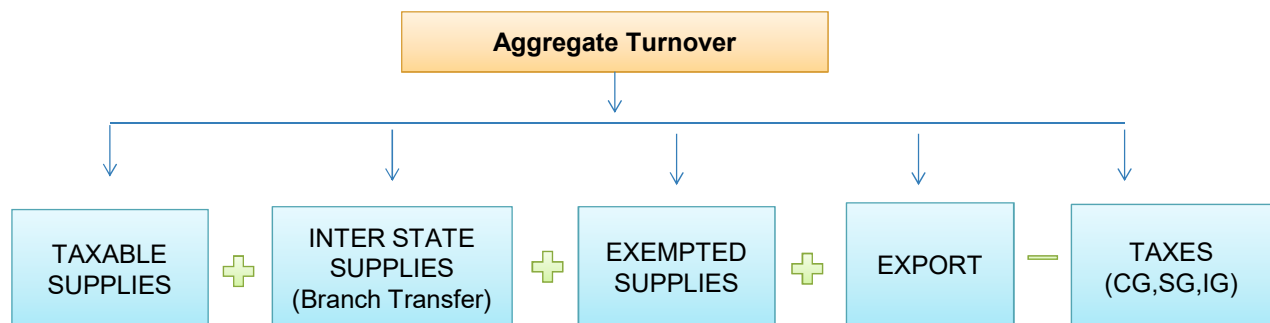 Aggregate Turnover
TAXABLE
SUPPLIES
INTER STATE
SUPPLIES
(Branch Transfer)
EXEMPTED
SUPPLIES
EXPORT
TAXES
(CG,SG,IG)